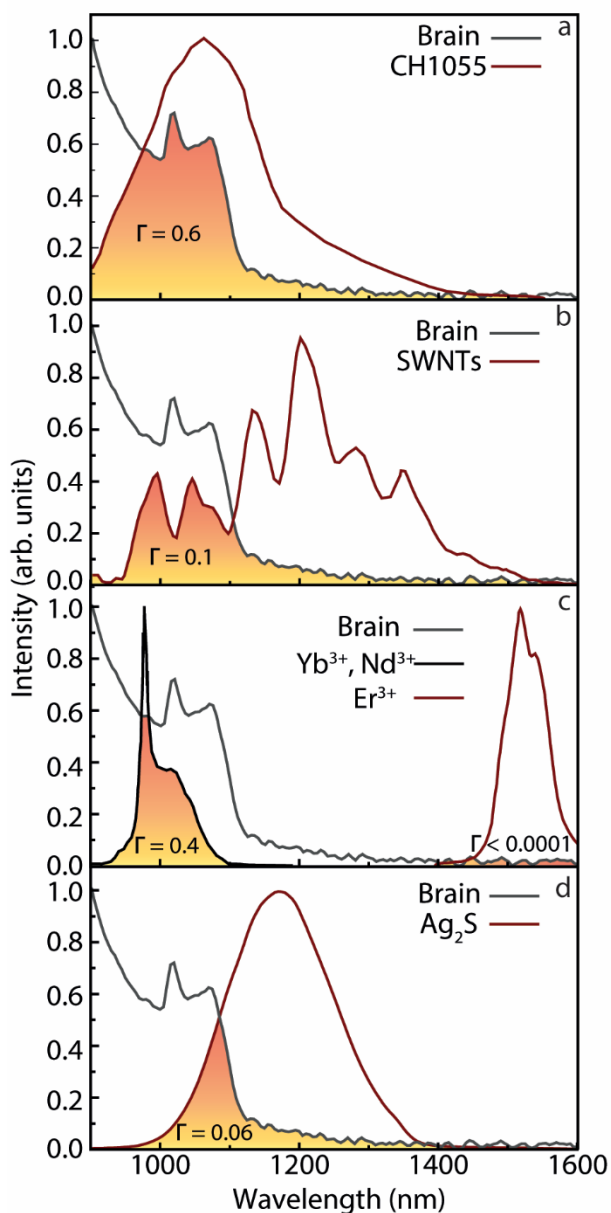 a
Brain
CH1055
1.0
0.8
0.6
0.4
0.2
0.0
Γ = 0.6
b
Brain
SWNTs
1.0
0.8
0.6
0.4
0.2
0.0
Γ = 0.1
c
Brain
Yb³⁺, Nd³⁺
Er³⁺
1.0
0.8
0.6
0.4
0.2
0.0
Γ = 0.4
Γ < 0.0001
d
Brain
Ag₂S
1.0
0.8
0.6
0.4
0.2
0.0
Γ = 0.06
1000 1200 1400 1600
Wavelength (nm)
Intensity (arb. units)